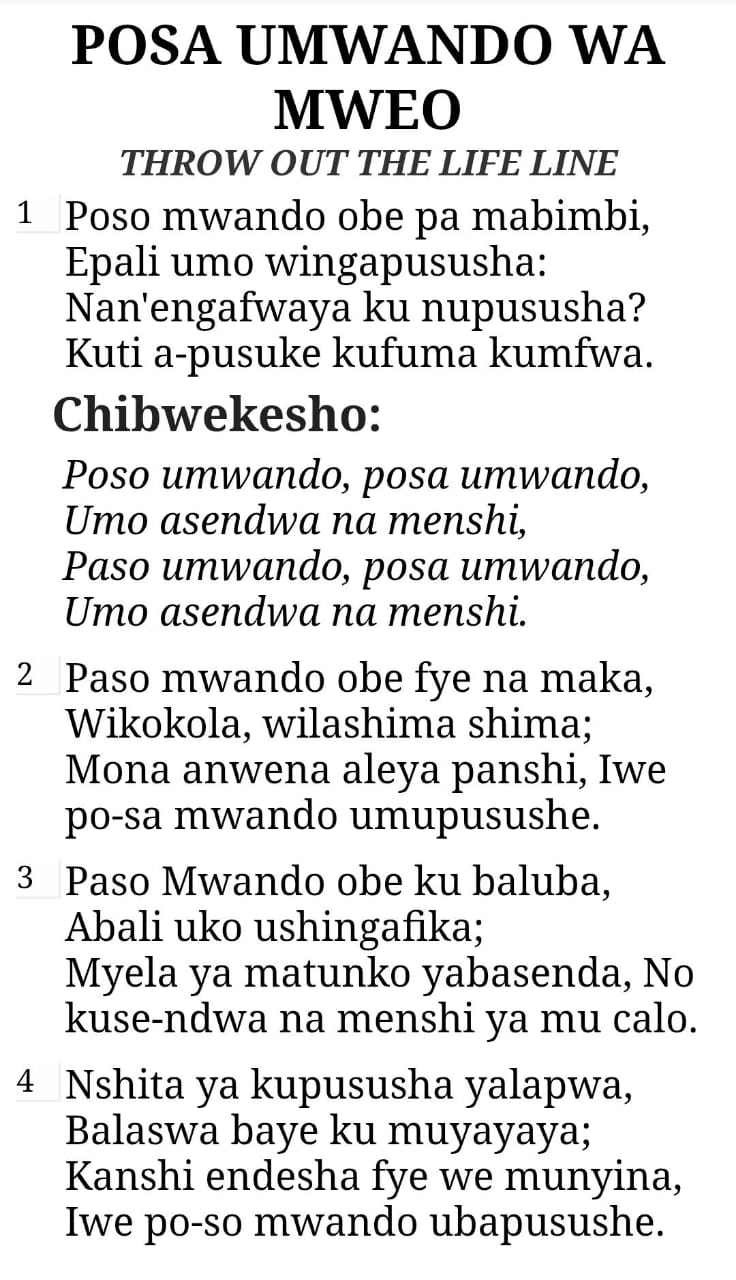 POSA UMWANDO WA
MWEO
THROW OUT THE LIFE LINE
1 Poso mwando obe pa mabimbi,
Epali umo wingapususha:
Nan'engafwaya ku nupususha?
Kuti a-pusuke kufuma kumfwa.
Chibwekesho:
Poso umwando, posa umwando,
Umo asendwa na menshi,
Paso umwando, posa umwando,
Umo asendwa na menshi.
2 Paso mwando obe fye na maka,
Wikokola, wilashima shima;
Mona anwena aleya panshi, Iwe
po-sa mwando umupusushe.
3 Paso Mwando obe ku baluba,
Abali uko ushingafika;
Myela ya matunko yabasenda, No
kuse-ndwa na menshi ya mu calo.
4 Nshita ya kupususha yalapwa,
Balaswa baye ku muyayaya;
Kanshi endesha fye we munyina,
Iwe po-so mwando ubapusushe.